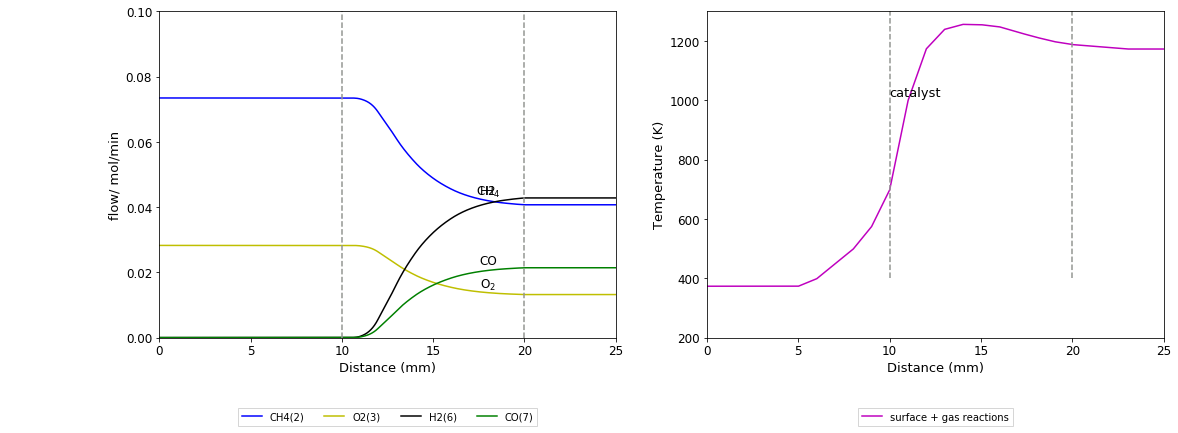 0.10
0.08
0.06
0.04
0.02
0.00
flow/ mol/min
CH4
H2
CO
O2
0 5 10 15 20 25
Distance (mm)
CH4(2) O2(3) H2(6) CO(7)
1200
1000
800
600
400
200
Temperature (K)
catalyst
0 5 10 15 20 25
Distance (mm)
surface + gas reactions